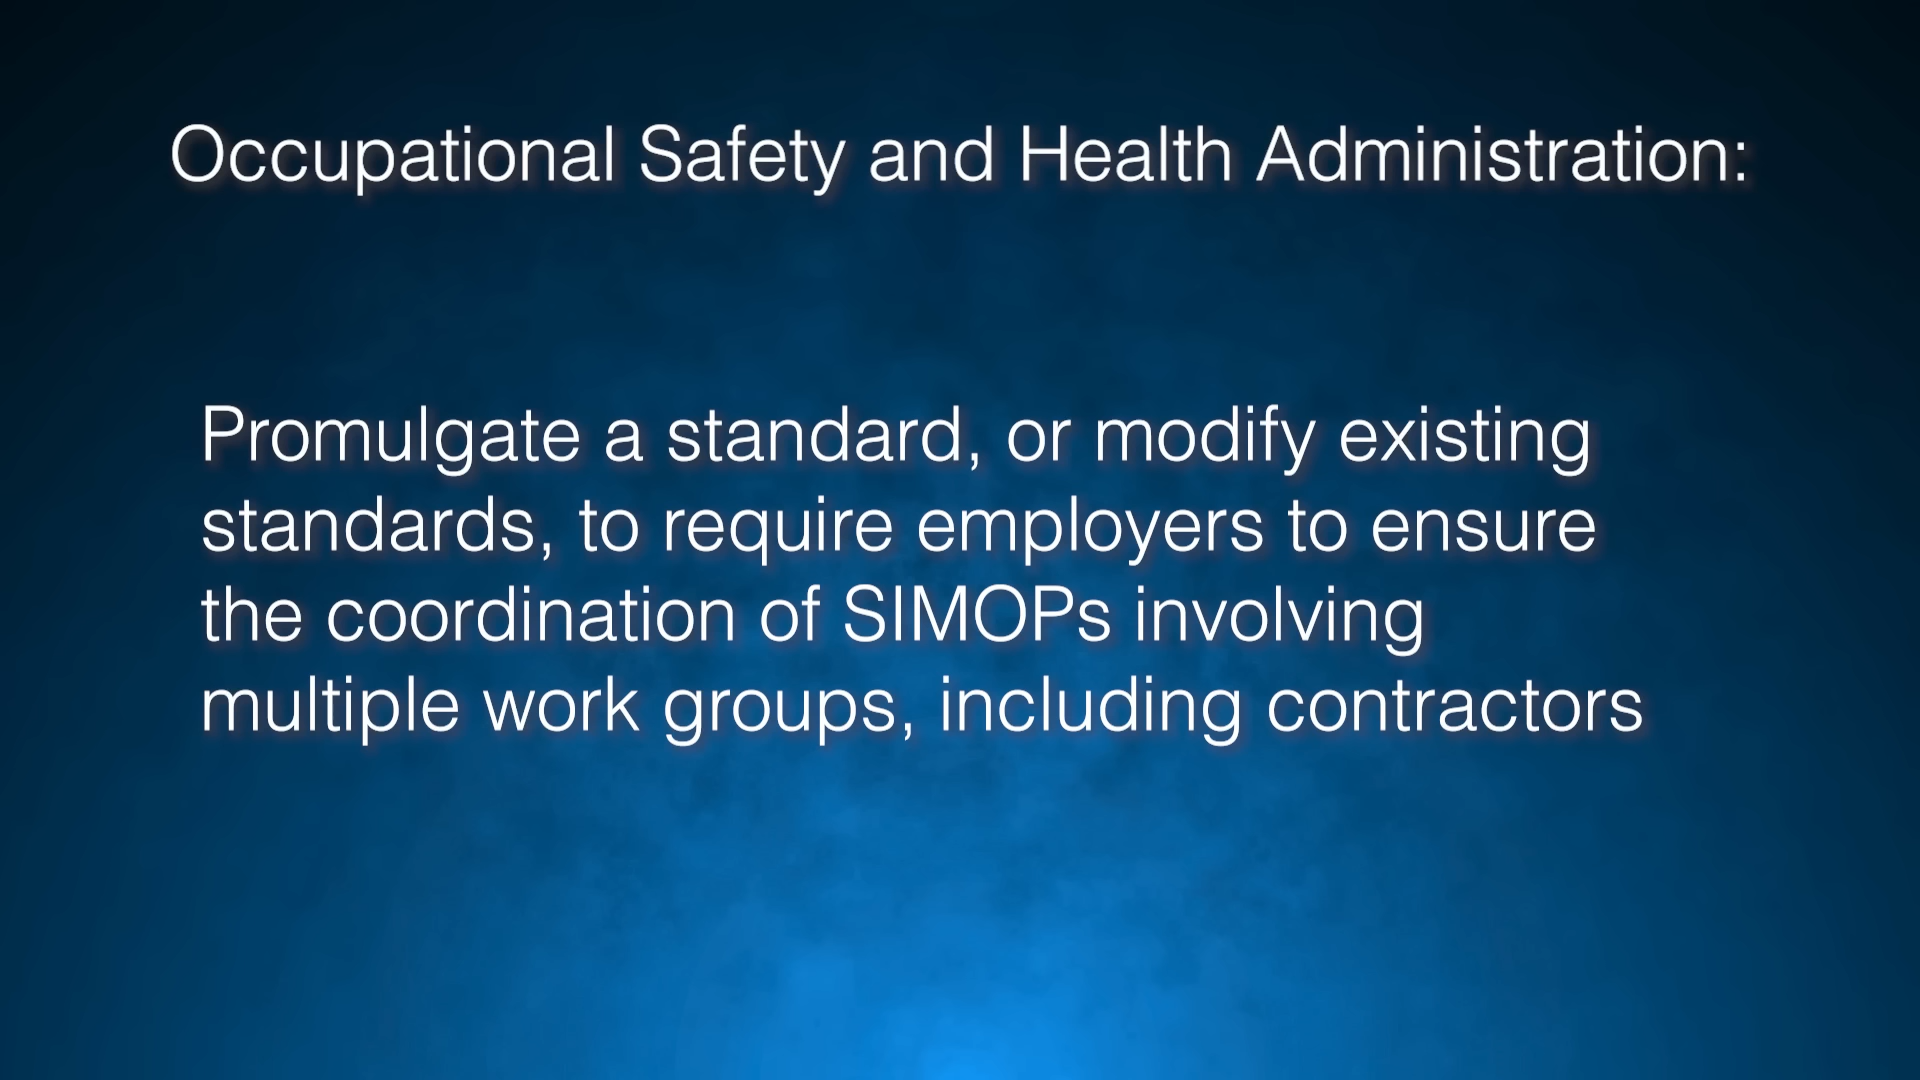 Occupational Safety and Health Administration:
Promulgate a standard, or modify existing
standards, to require employers to ensure
the coordination of SIMOPs involving
multiple work groups, including contractors